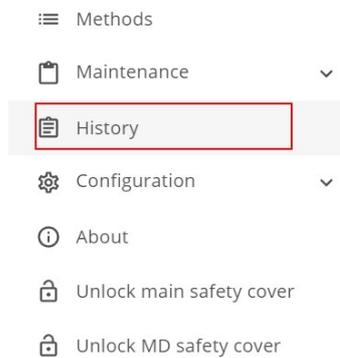 Methods
Maintenance
History
Configuration
About
Unlock main safety cover
Unlock MD safety cover